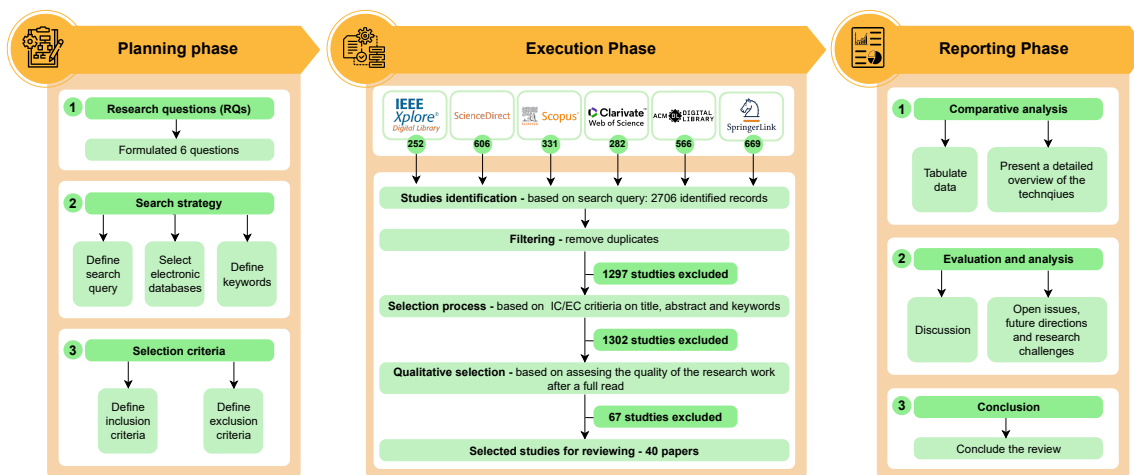 Planning phase
1
Research questions (RQs)
Formulated 6 questions
2
Search strategy
Define
search
query
Select
electronic
databases
Define
keywords
3
Selection criteria
Define
inclusion
criteria
Define
exclusion
criteria
Execution Phase
IEEE
Xplore®
Digital Library
ScienceDirect
Scopus®
Clarivate
Web of Science
ACM DL DIGITAL
LIBRARY
SpringerLink
252
606
331
282
566
669
Studies identification - based on search query: 2706 identified records
Filtering - remove duplicates
1297 studties excluded
Selection process - based on IC/EC critieria on title, abstract and keywords
1302 studties excluded
Qualitative selection - based on assesing the quality of the research work
after a full read
67 studties excluded
Selected studies for reviewing - 40 papers
Reporting Phase
1
Comparative analysis
Tabulate
data
Present a detailed
overview of the
technqiues
2
Evaluation and analysis
Discussion
Open issues,
future directions
and research
challenges
3
Conclusion
Conclude the review